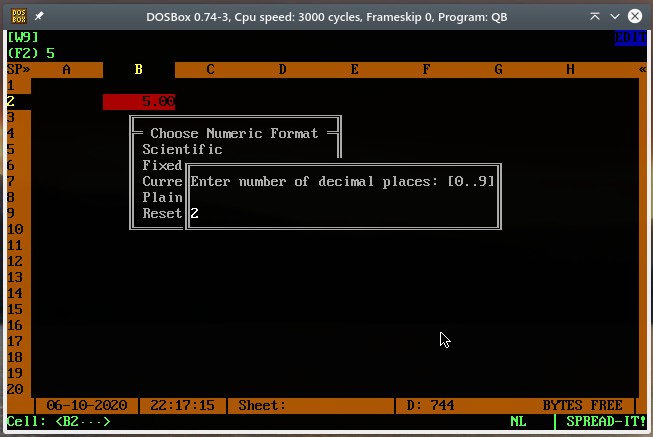 DOS BOX DOSBox 0.74-3, Cpu speed: 3000 cycles, Frameskip 0, Program: QB
[W9] EDIT
(F2) 5
SP» A B C D E F G H «
1
2 5.00
3
4 Choose Numeric Format
5 Scientific
6 Fixed
7 Curre Enter number of decimal places: [0..9]
8 Plain
9 Reset 2
10
11
12
13
14
15
16
17
18
19
20
06-10-2020 22:17:15 Sheet: D: 744 BYTES FREE
Cell: <B2···> NL | SPREAD-IT!